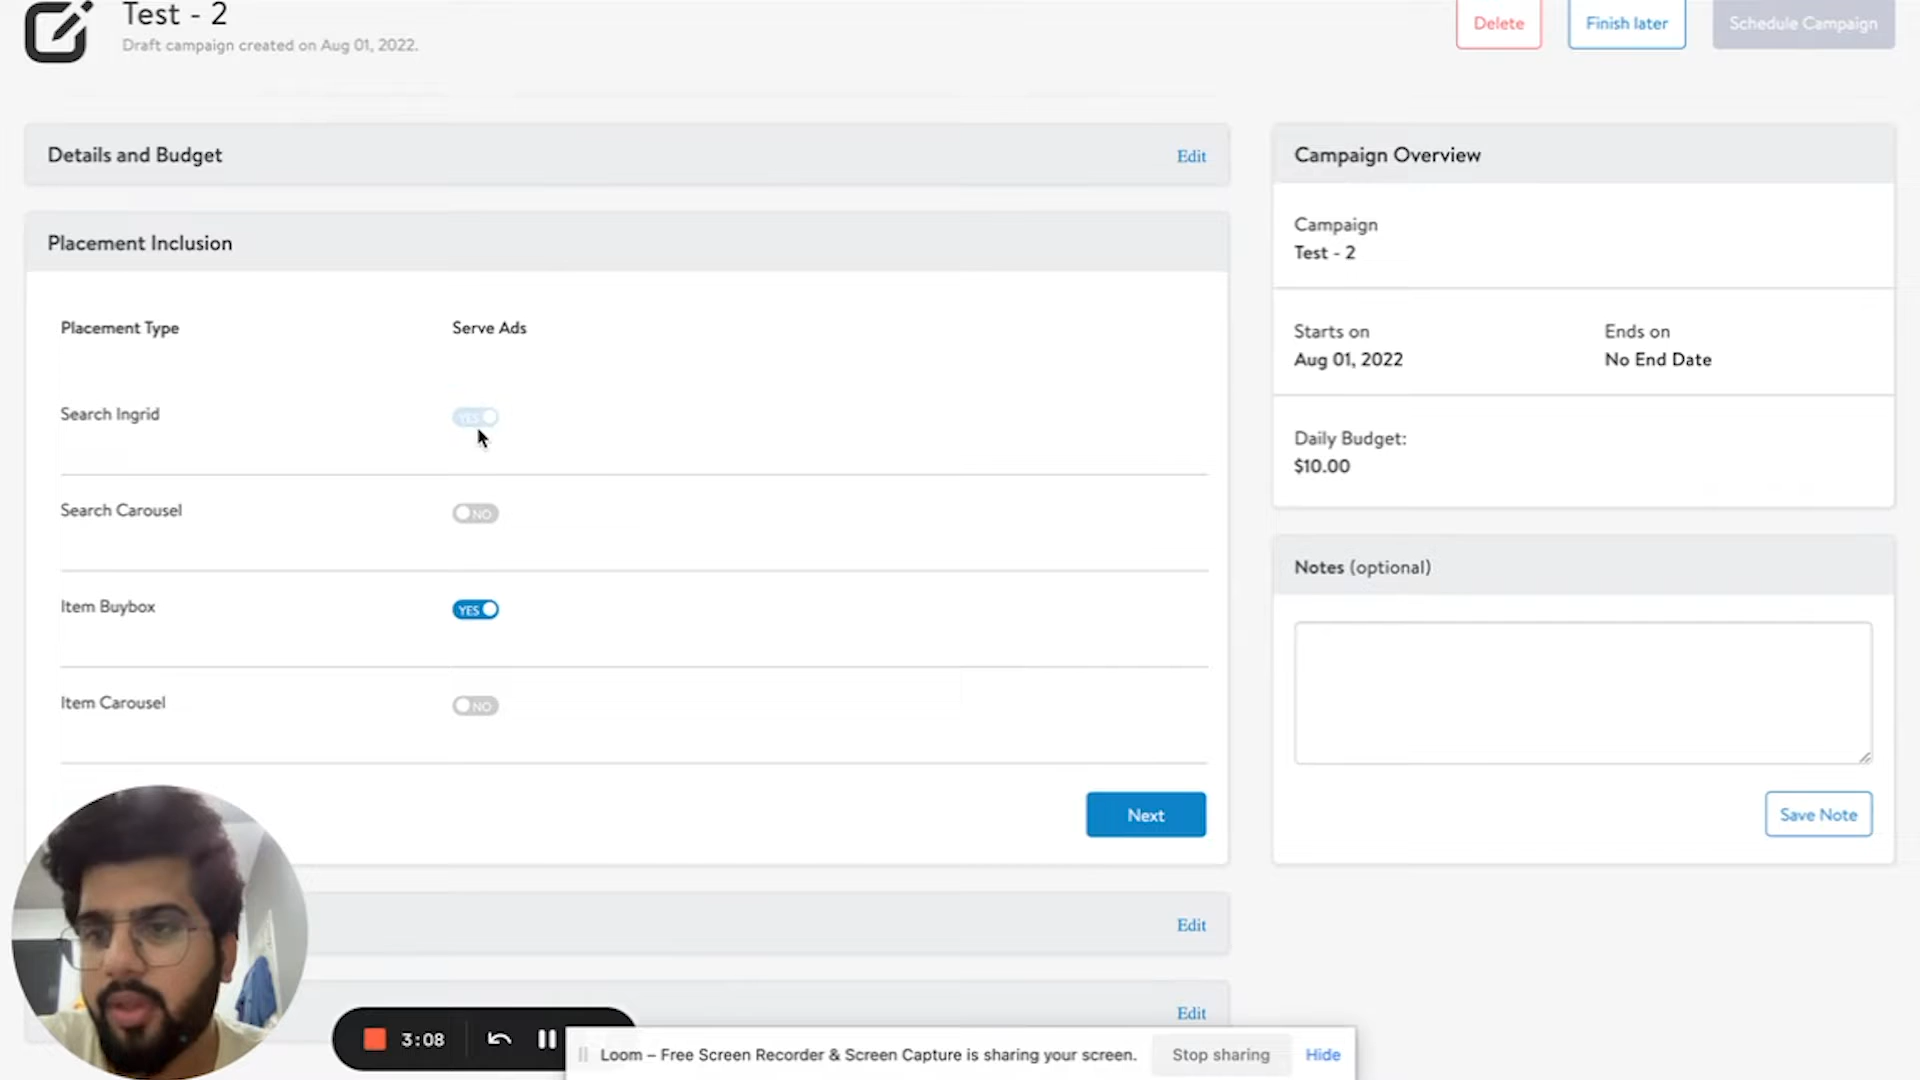 Test - 2
Draft campaign created on Aug 01, 2022.
Delete
Finish later
Schedule Campaign
Details and Budget
Edit
Placement Inclusion
Placement Type
Serve Ads
Search Ingrid
YES
Search Carousel
NO
Item Buybox
YES
Item Carousel
NO
Next
Edit
Edit
Campaign Overview
Campaign
Test - 2
Starts on
Aug 01, 2022
Ends on
No End Date
Daily Budget:
$10.00
Notes (optional)
Save Note
3:08
Loom – Free Screen Recorder & Screen Capture is sharing your screen.
Stop sharing
Hide